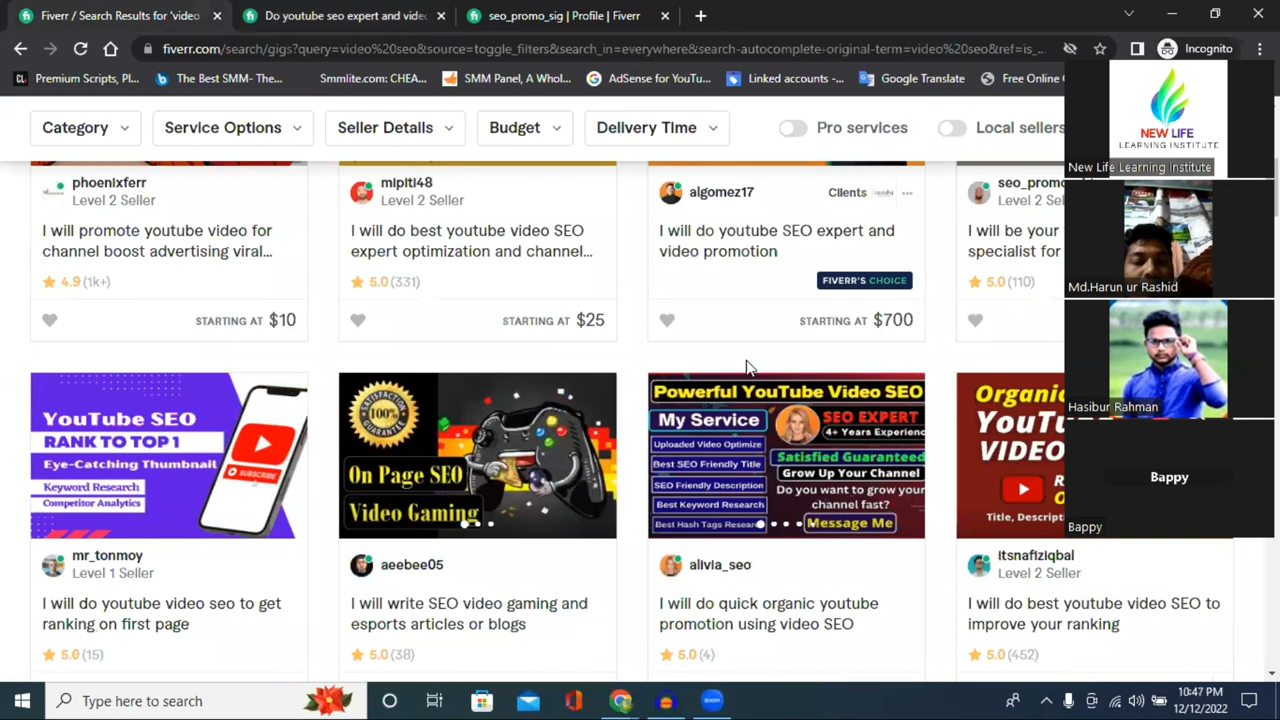 Fiverr / Search Results for 'video
Do youtube seo expert and video
seo_promo_sig | Profile | Fiverr
fiverr.com/search/gigs?query=video%20seo&source=toggle_filters&search_in=everywhere&search-autocomplete-original-term=video%20seo&ref=is_...
Incognito
Premium Scripts, Pl...
The Best SMM- The...
Smmlite.com: CHEA...
SMM Panel, A Whol...
AdSense for YouTu...
Linked accounts -...
Google Translate
Free Online
Category
Service Options
Seller Details
Budget
Delivery Time
Pro services
Local sellers
NEW LIFE
LEARNING INSTITUTE
New Life Learning Institute
Md.Harun ur Rashid
Hasibur Rahman
Bappy
Bappy
phoenixferr
Level 2 Seller
I will promote youtube video for
channel boost advertising viral...
4.9 (1k+)
STARTING AT $10
mipiti48
Level 2 Seller
I will do best youtube video SEO
expert optimization and channel...
5.0 (331)
STARTING AT $25
algomez17
Clients
I will do youtube SEO expert and
video promotion
FIVERR'S CHOICE
STARTING AT $700
seo_promo
Level 2 Sel
I will be your
specialist for
5.0 (110)
STARTING AT
YouTube SEO
RANK TO TOP 1
Eye-Catching Thumbnail
Keyword Research
Competitor Analytics
SUBSCRIBE
mr_tonmoy
Level 1 Seller
I will do youtube video seo to get
ranking on first page
5.0 (15)
SATISFACTION
100%
GUARANTEE
On Page SEO
Video Gaming
aeebee05
I will write SEO video gaming and
esports articles or blogs
5.0 (38)
Powerful YouTube Video SEO
My Service
SEO EXPERT
4+ Years Experienc
Uploaded Video Optimize
Best SEO Friendly Title
SEO Friendly Description
Best Keyword Research
Best Hash Tags Research
Satisfied Guaranteed
Grow Up Your Channel
Do you want to grow your
channel fast?
Message Me
alivia_seo
I will do quick organic youtube
promotion using video SEO
5.0 (4)
Organic
YouT
VIDEO
Title, Descript
itsnafiziqbal
Level 2 Seller
I will do best youtube video SEO to
improve your ranking
5.0 (452)
Type here to search
10:47 PM
12/12/2022